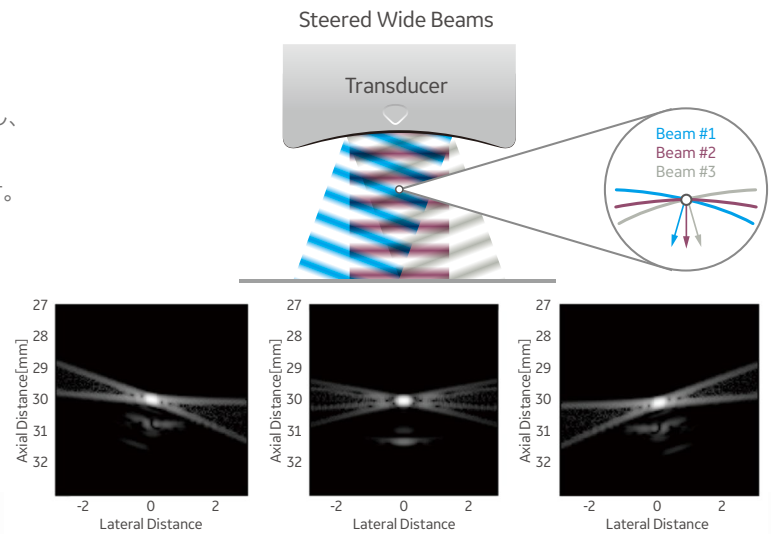 Steered Wide Beams
Transducer
し、
す。
Beam #1
Beam #2
Beam #3
27
28
29
30
31
32
Axial Distance[mm]
-2
0
2
Lateral Distance
27
28
29
30
31
32
Axial Distance[mm]
-2
0
2
Lateral Distance
27
28
29
30
31
32
Axial Distance[mm]
-2
0
2
Lateral Distance